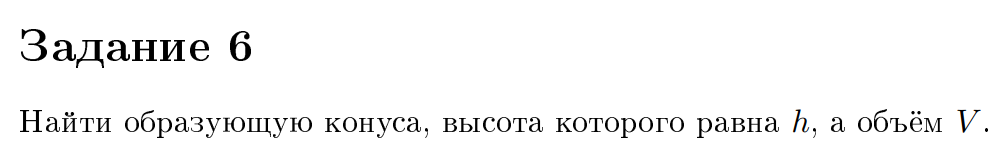 Задание 6
Найти образующую конуса, высота которого равна h, а объём V.